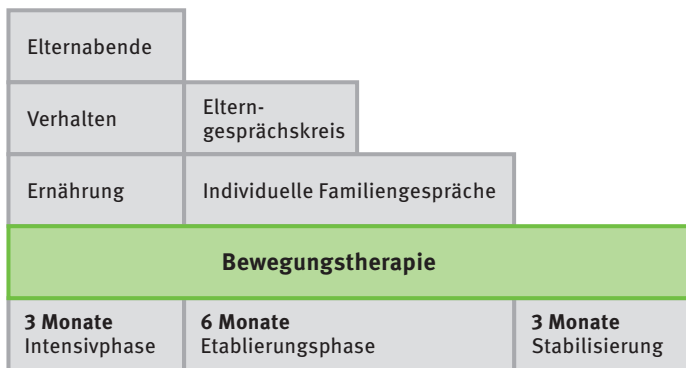 Elternabende
Verhalten
Eltern-
gesprächskreis
Ernährung
Individuelle Familiengespräche
Bewegungstherapie
3 Monate
Intensivphase
6 Monate
Etablierungsphase
3 Monate
Stabilisierung